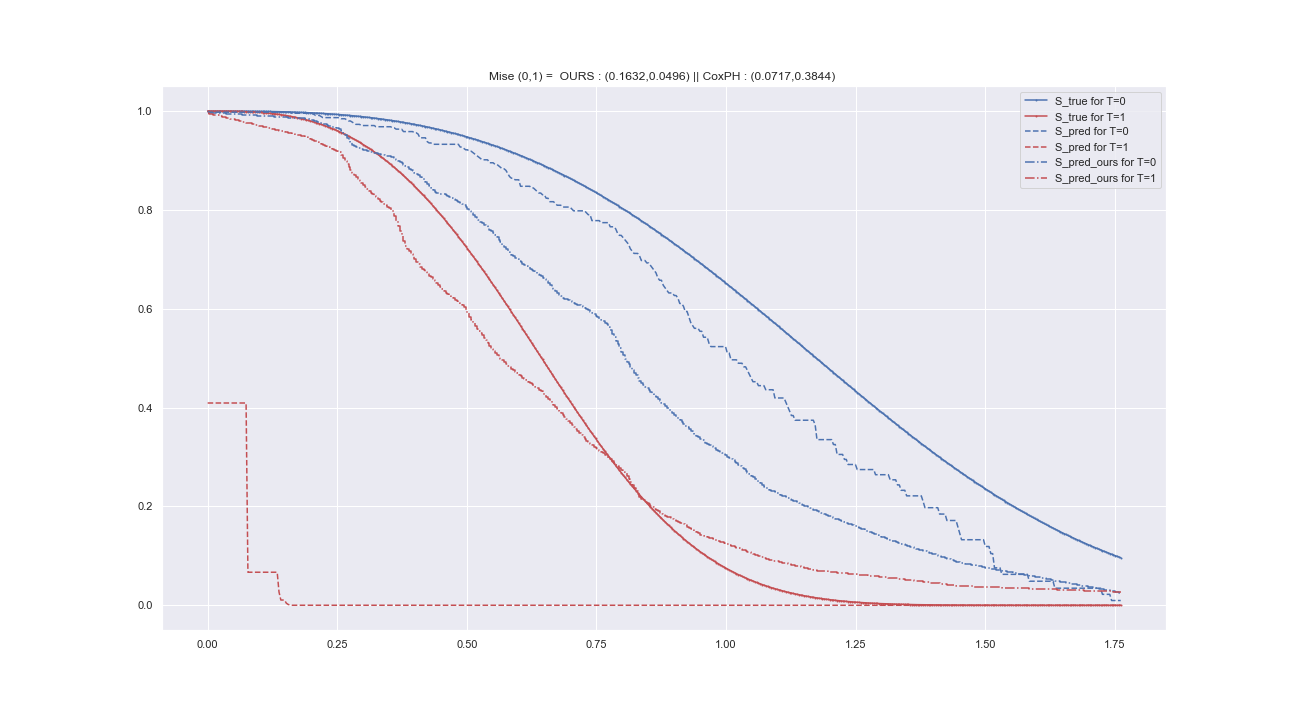 Mise (0,1) = OURS : (0.1632,0.0496) || CoxPH : (0.0717,0.3844)
S_true for T=0
S_true for T=1
S_pred for T=0
S_pred for T=1
S_pred_ours for T=0
S_pred_ours for T=1
1.0
0.8
0.6
0.4
0.2
0.0
0.00 0.25 0.50 0.75 1.00 1.25 1.50 1.75